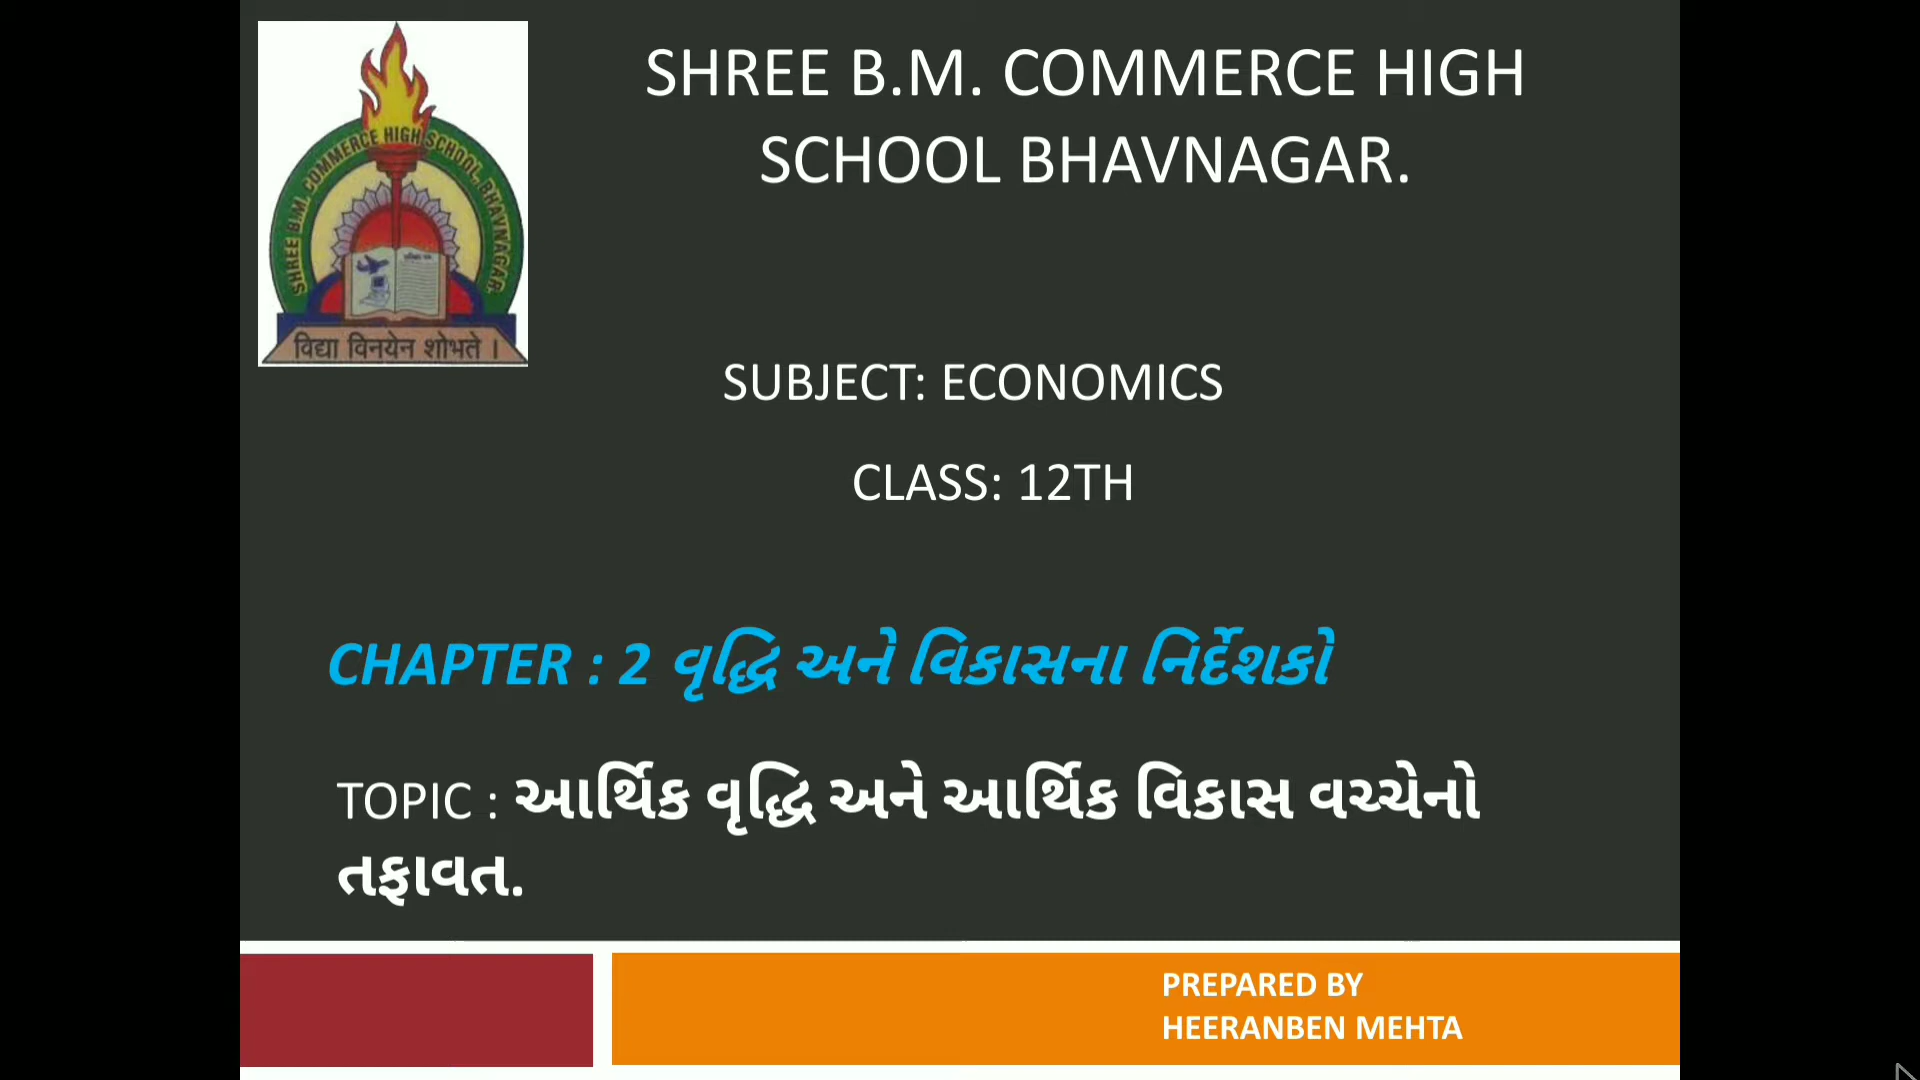 SHREE B.M. COMMERCE HIGH SCHOOL, BHAVNAGAR.
विद्या विनयेन शोभते ।
SHREE B.M. COMMERCE HIGH
SCHOOL BHAVNAGAR.
SUBJECT: ECONOMICS
CLASS: 12TH
CHAPTER : 2 વૃદ્ધિ અને વિકાસના નિર્દેશકો
TOPIC : આર્થિક વૃદ્ધિ અને આર્થિક વિકાસ વચ્ચેનો
તફાવત.
PREPARED BY
HEERANBEN MEHTA